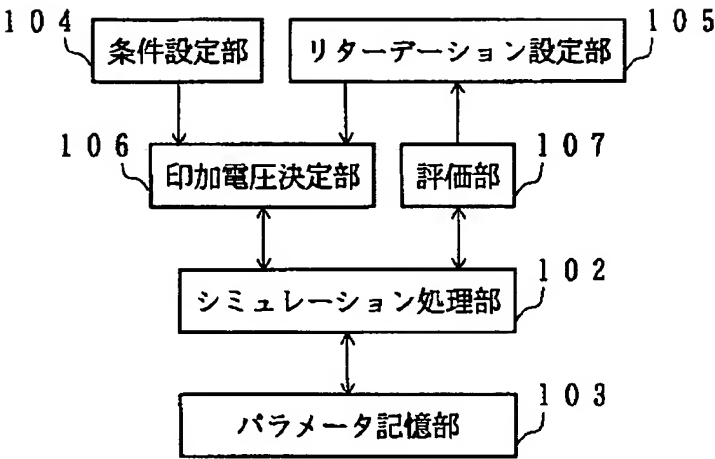 104
条件設定部
リターデーション設定部
105
106
印加電圧決定部
評価部
107
シミュレーション処理部
102
パラメータ記憶部
103